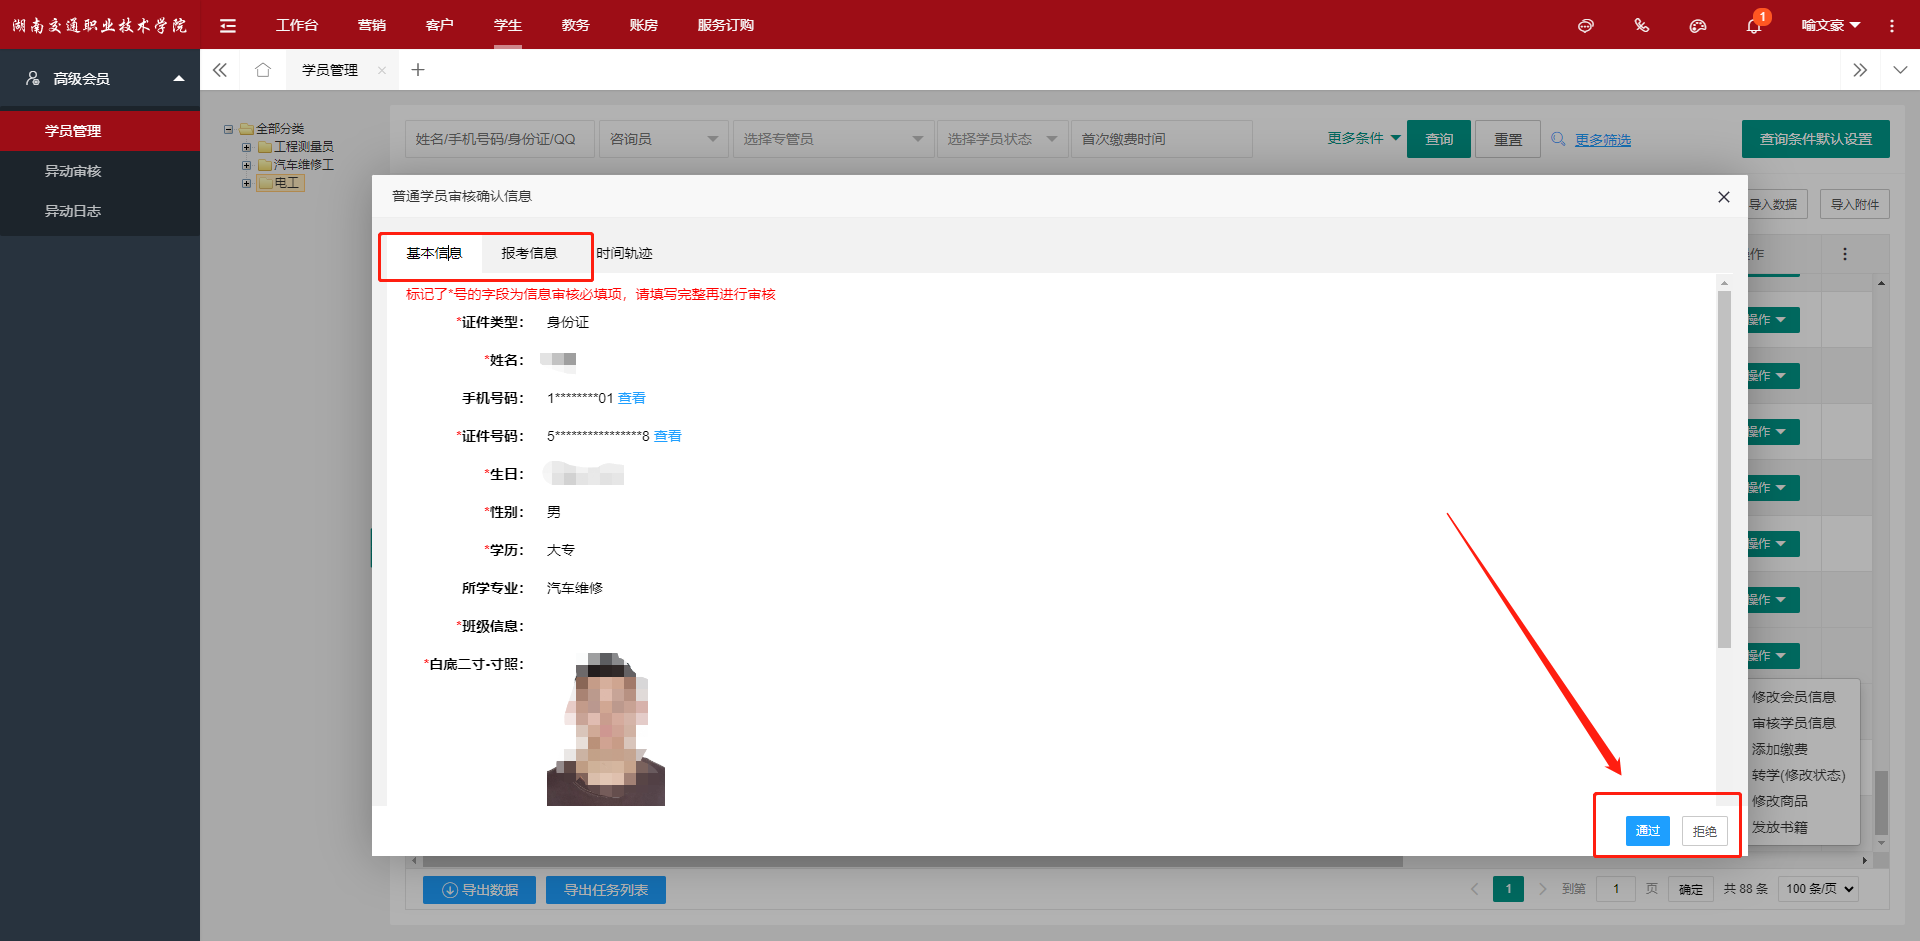 湖南交通职业技术学院
工作台 营销 客户 学生 教务 账房 服务订购
1
喻文豪
高级会员
学员管理
异动审核
异动日志
学员管理
全部分类
工程测量员
汽车维修工
电工
姓名/手机号码/身份证/QQ 咨询员 选择专管员 选择学员状态 首次缴费时间 更多条件 查询 重置 更多筛选 查询条件默认设置
导入数据 导入附件
普通学员审核确认信息
基本信息 报考信息 时间轨迹
标记了*号的字段为信息审核必填项，请填写完整再进行审核
*证件类型： 身份证
*姓名：
手机号码： 1********01 查看
*证件号码： 5****************8 查看
*生日：
*性别： 男
*学历： 大专
所学专业： 汽车维修
*班级信息：
*白底二寸-寸照：
通过 拒绝
作
操作
操作
操作
操作
操作
操作
操作
修改会员信息
审核学员信息
添加缴费
转学(修改状态)
修改商品
发放书籍
导出数据 导出任务列表
1 到第 1 页 确定 共 88 条 100 条/页